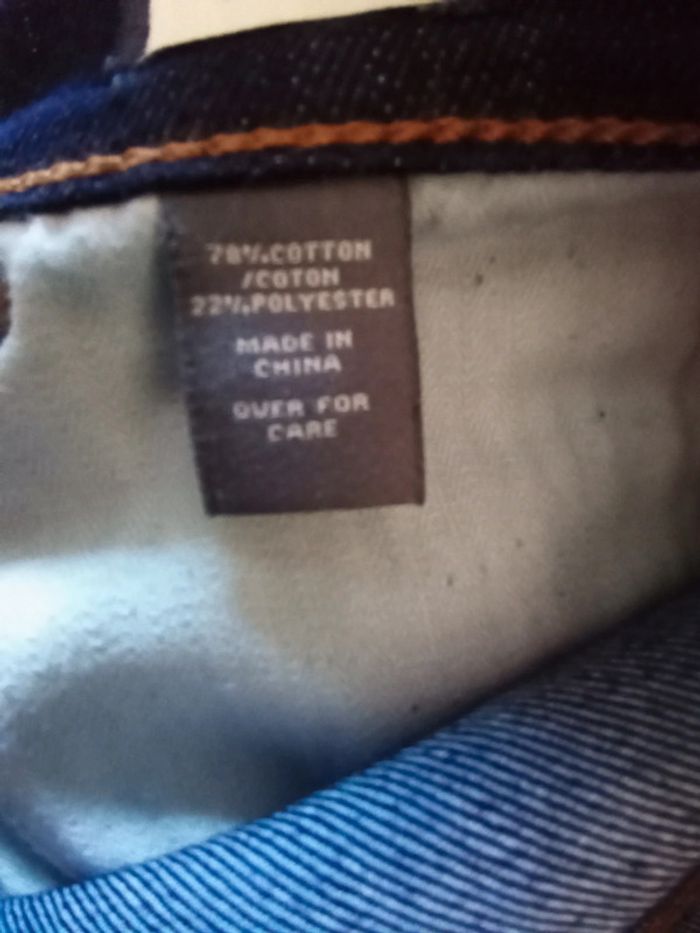 78%.COTTON
/COTON
22%.POLYESTER
MADE IN
CHINA
OVER FOR
CARE